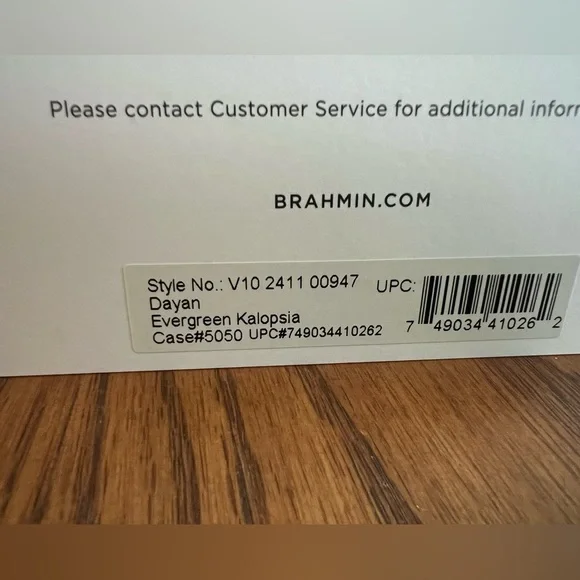 Please contact Customer Service for additional infor
BRAHMIN.COM
Style No.: V10 2411 00947 UPC:
Dayan
Evergreen Kalopsia
Case#5050 UPC#749034410262
7 49034 41026 2